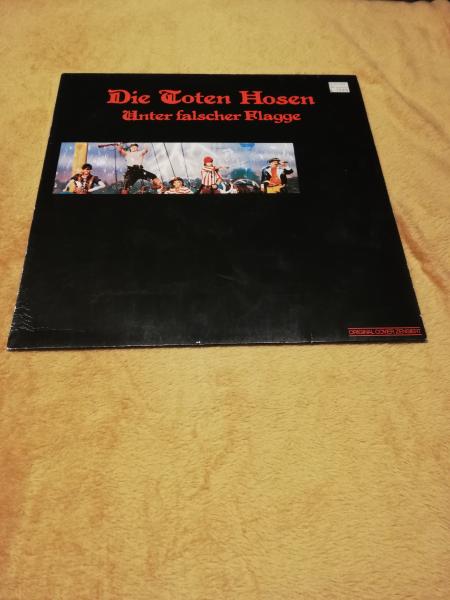 Die Toten Hosen
Unter falscher Flagge
ORIGINAL COVER ZENSIERT